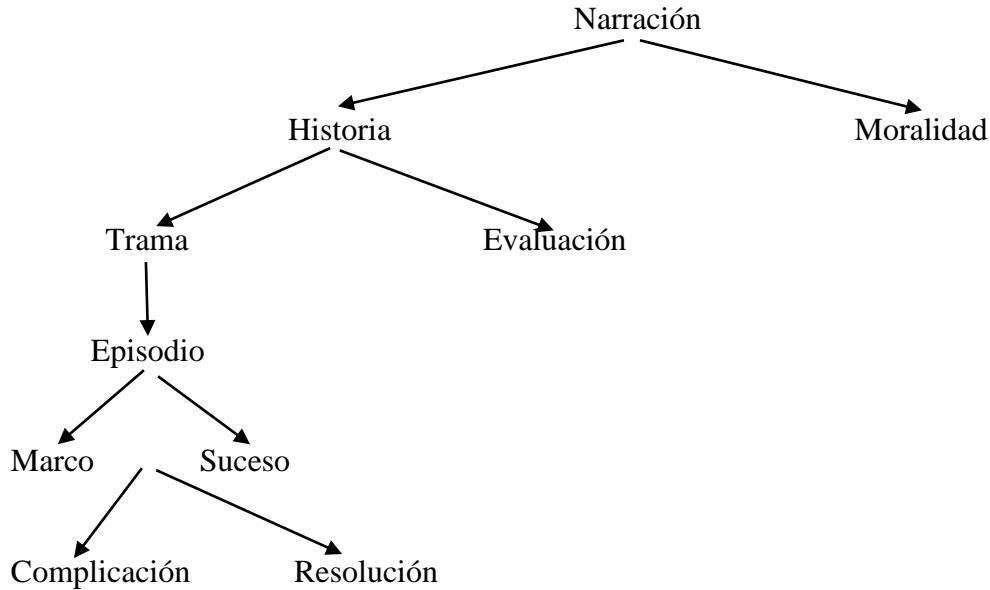 Narración
Historia Moralidad
Trama Evaluación
Episodio
Marco Suceso
Complicación Resolución